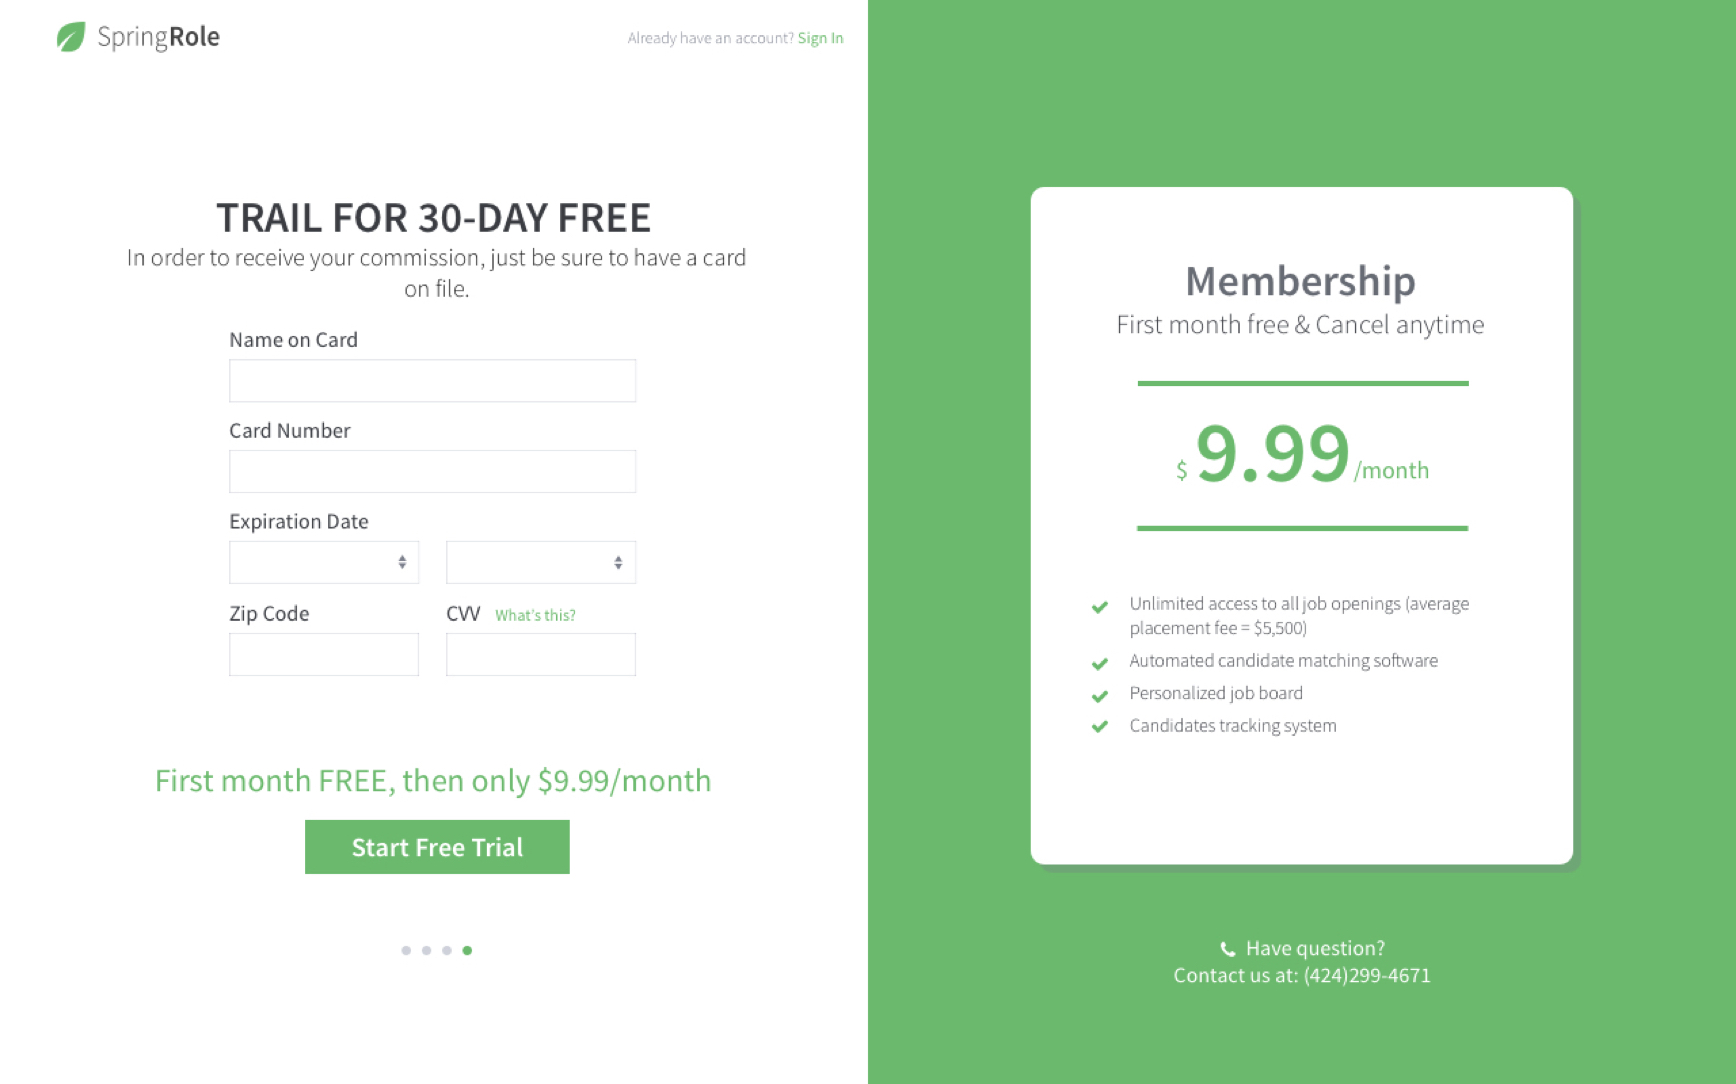 SpringRole
Already have an account? Sign In
TRAIL FOR 30-DAY FREE
In order to receive your commission, just be sure to have a card
on file.
Name on Card
Card Number
Expiration Date
Zip Code
CVV What's this?
First month FREE, then only $9.99/month
Start Free Trial
Membership
First month free & Cancel anytime
$ 9.99 /month
Unlimited access to all job openings (average
placement fee = $5,500)
Automated candidate matching software
Personalized job board
Candidates tracking system
Have question?
Contact us at: (424)299-4671